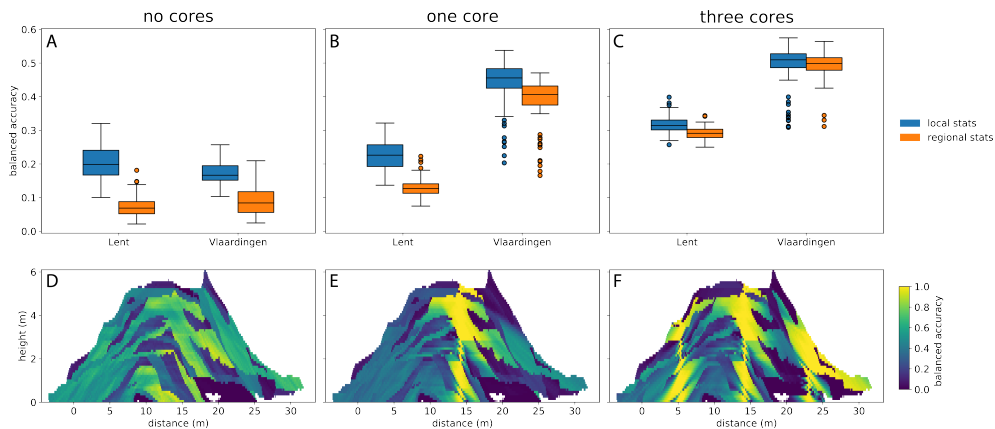 no cores
one core
three cores
A
B
C
0.6
0.5
0.4
0.3
0.2
0.1
0.0
balanced accuracy
Lent
Vlaardingen
Lent
Vlaardingen
Lent
Vlaardingen
local stats
regional stats
D
E
F
6
4
2
0
height (m)
0 5 10 15 20 25 30
distance (m)
0 5 10 15 20 25 30
distance (m)
0 5 10 15 20 25 30
distance (m)
1.0
0.8
0.6
0.4
0.2
0.0
balanced accuracy